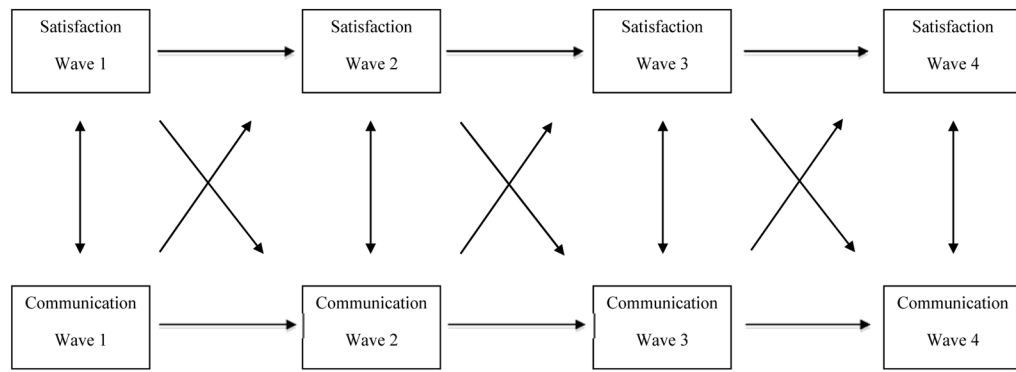 Satisfaction
Wave 1
Satisfaction
Wave 2
Satisfaction
Wave 3
Satisfaction
Wave 4
Communication
Wave 1
Communication
Wave 2
Communication
Wave 3
Communication
Wave 4